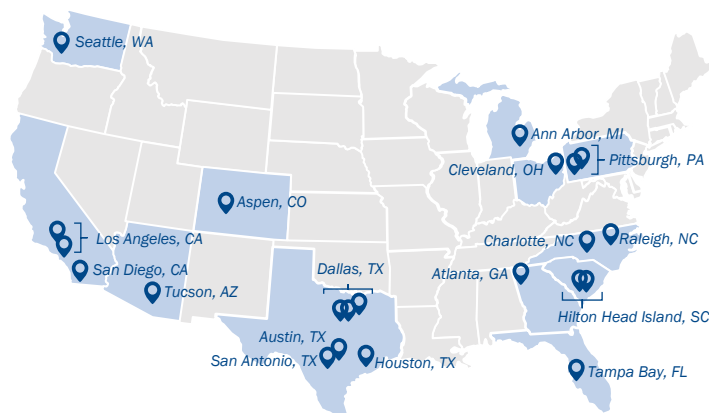 Seattle, WA
Ann Arbor, MI
Cleveland, OH
Pittsburgh, PA
Aspen, CO
Los Angeles, CA
Charlotte, NC
Raleigh, NC
San Diego, CA
Dallas, TX
Atlanta, GA
Tucson, AZ
Hilton Head Island, SC
Austin, TX
San Antonio, TX
Houston, TX
Tampa Bay, FL